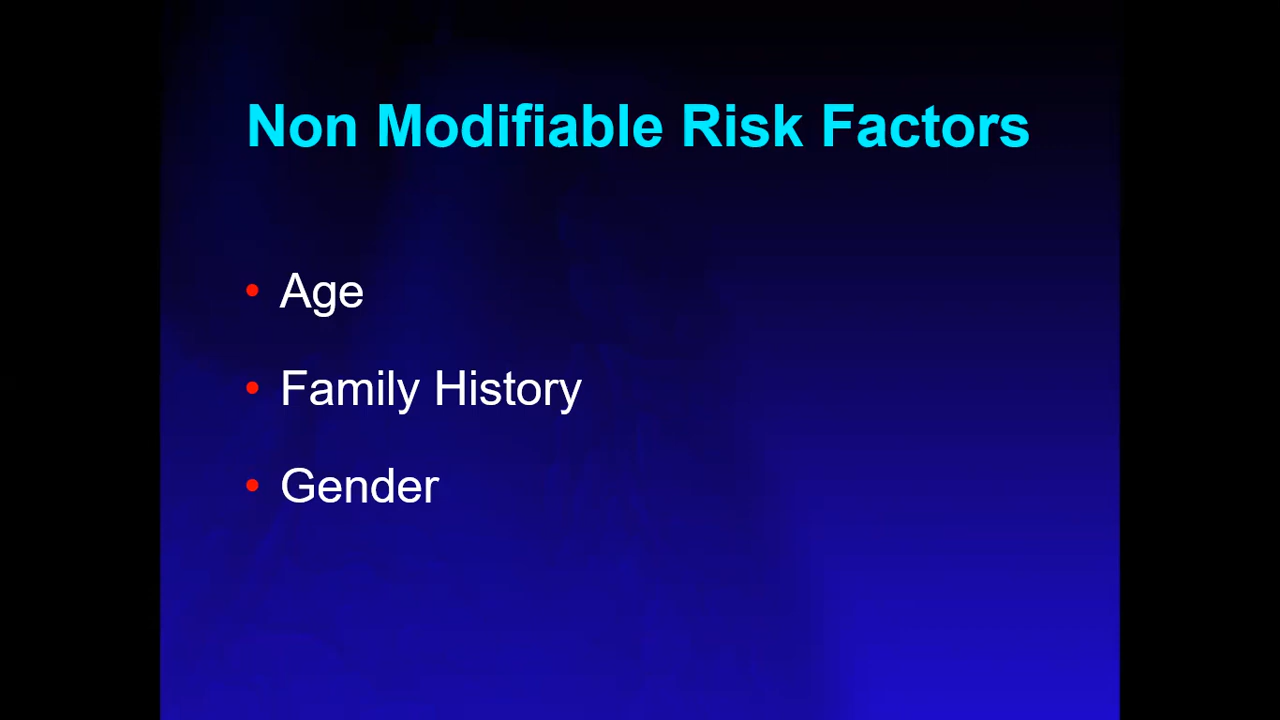 Non Modifiable Risk Factors
• Age
• Family History
• Gender